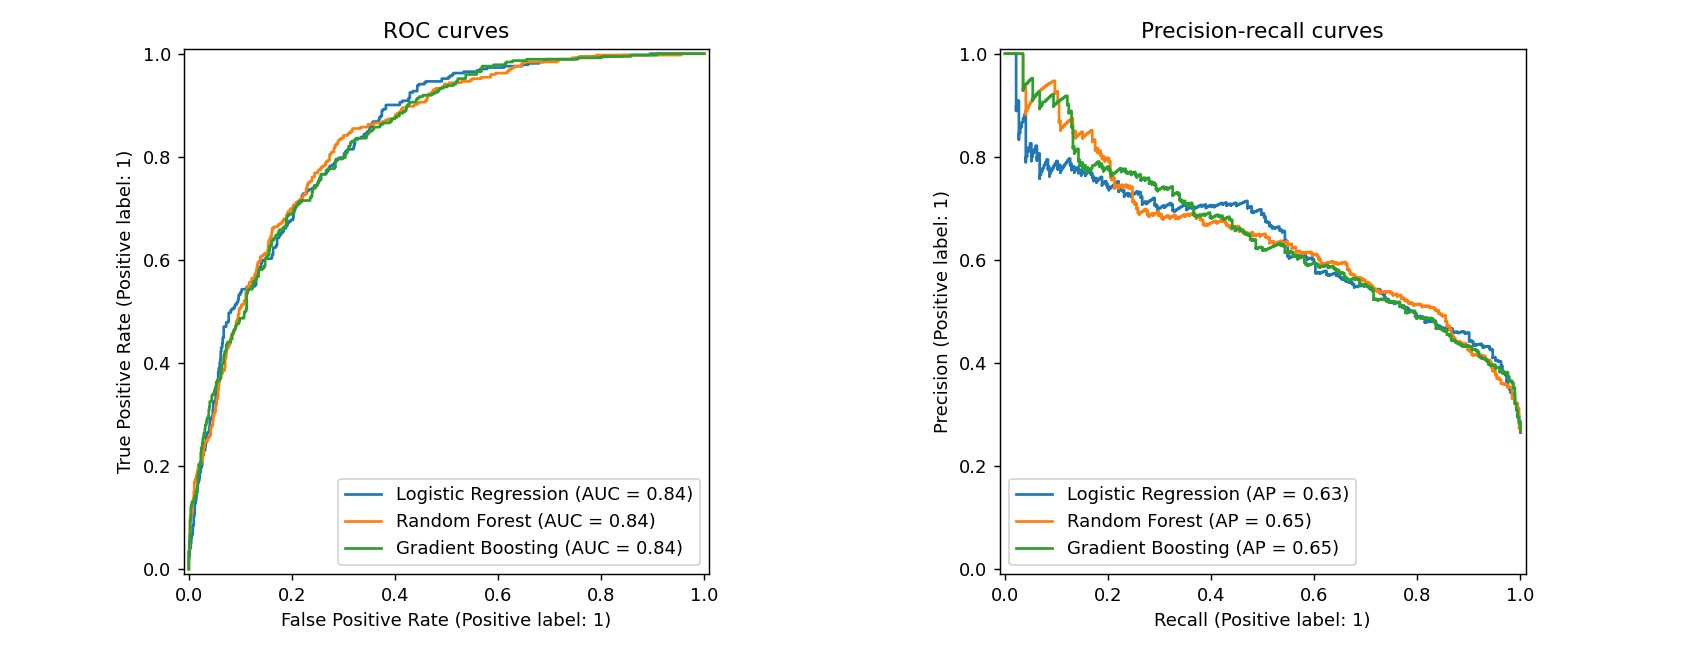 ROC curves
True Positive Rate (Positive label: 1)
1.0
0.8
0.6
0.4
0.2
0.0
Logistic Regression (AUC = 0.84)
Random Forest (AUC = 0.84)
Gradient Boosting (AUC = 0.84)
0.0 0.2 0.4 0.6 0.8 1.0
False Positive Rate (Positive label: 1)
Precision-recall curves
Precision (Positive label: 1)
1.0
0.8
0.6
0.4
0.2
0.0
Logistic Regression (AP = 0.63)
Random Forest (AP = 0.65)
Gradient Boosting (AP = 0.65)
0.0 0.2 0.4 0.6 0.8 1.0
Recall (Positive label: 1)